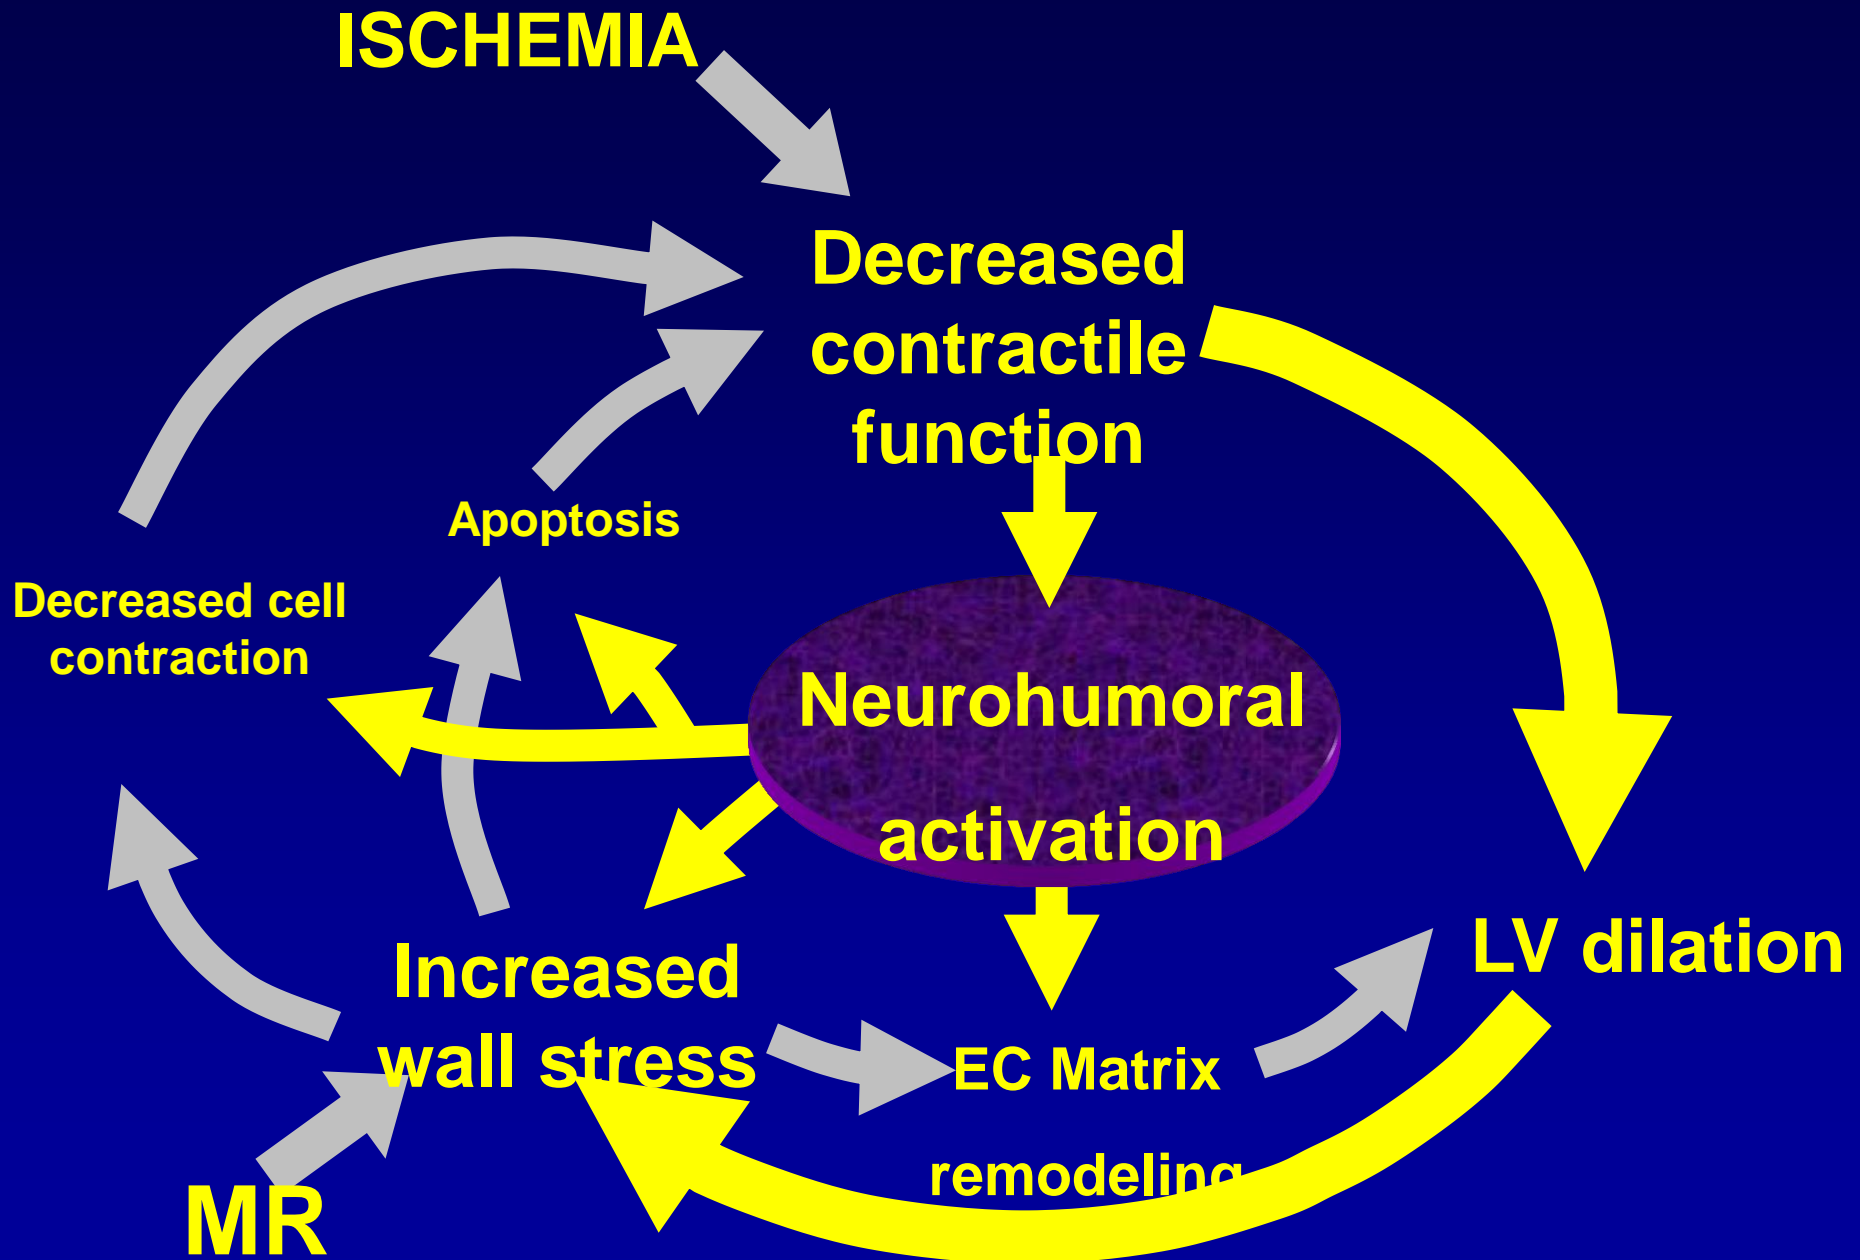 ISCHEMIA
Decreased
contractile
function
Apoptosis
Decreased cell
contraction
Neurohumoral
activation
LV dilation
Increased
wall stress
EC Matrix
remodeling
MR